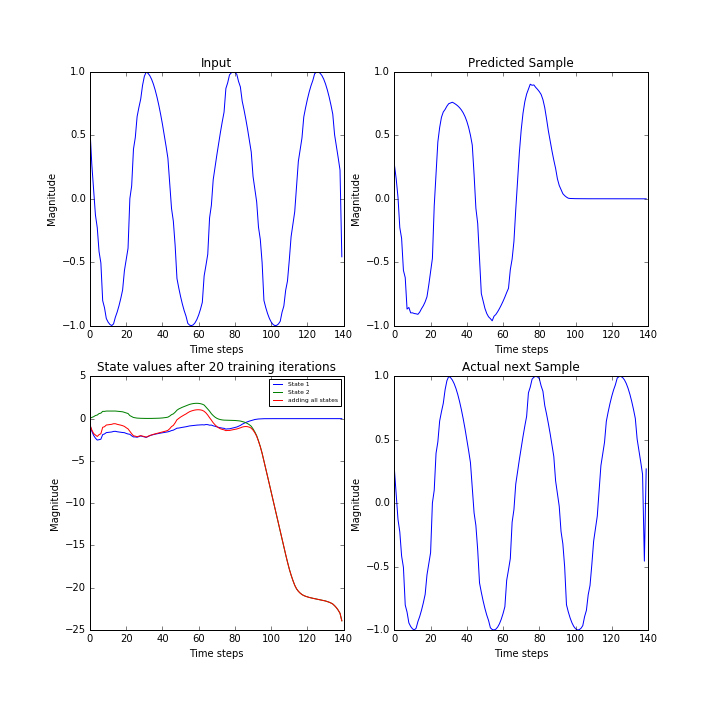 Input
Predicted Sample
1.0
0.5
0.0
−0.5
−1.0
Magnitude
0 20 40 60 80 100 120 140
Time steps
1.0
0.5
0.0
−0.5
−1.0
Magnitude
0 20 40 60 80 100 120 140
Time steps
State values after 20 training iterations
Actual next Sample
5
0
−5
−10
−15
−20
−25
Magnitude
State 1
State 2
adding all states
0 20 40 60 80 100 120 140
Time steps
1.0
0.5
0.0
−0.5
−1.0
Magnitude
0 20 40 60 80 100 120 140
Time steps